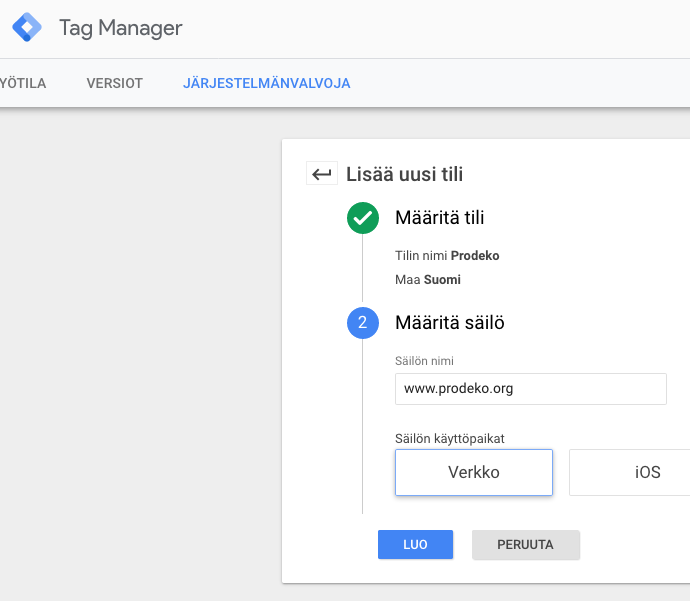 Tag Manager
YÖTILA VERSIOT JÄRJESTELMÄNVALVOJA
Lisää uusi tili
Määritä tili
Tilin nimi Prodeko
Maa Suomi
2 Määritä säilö
Säilön nimi
www.prodeko.org
Säilön käyttöpaikat
Verkko iOS
LUO PERUUTA